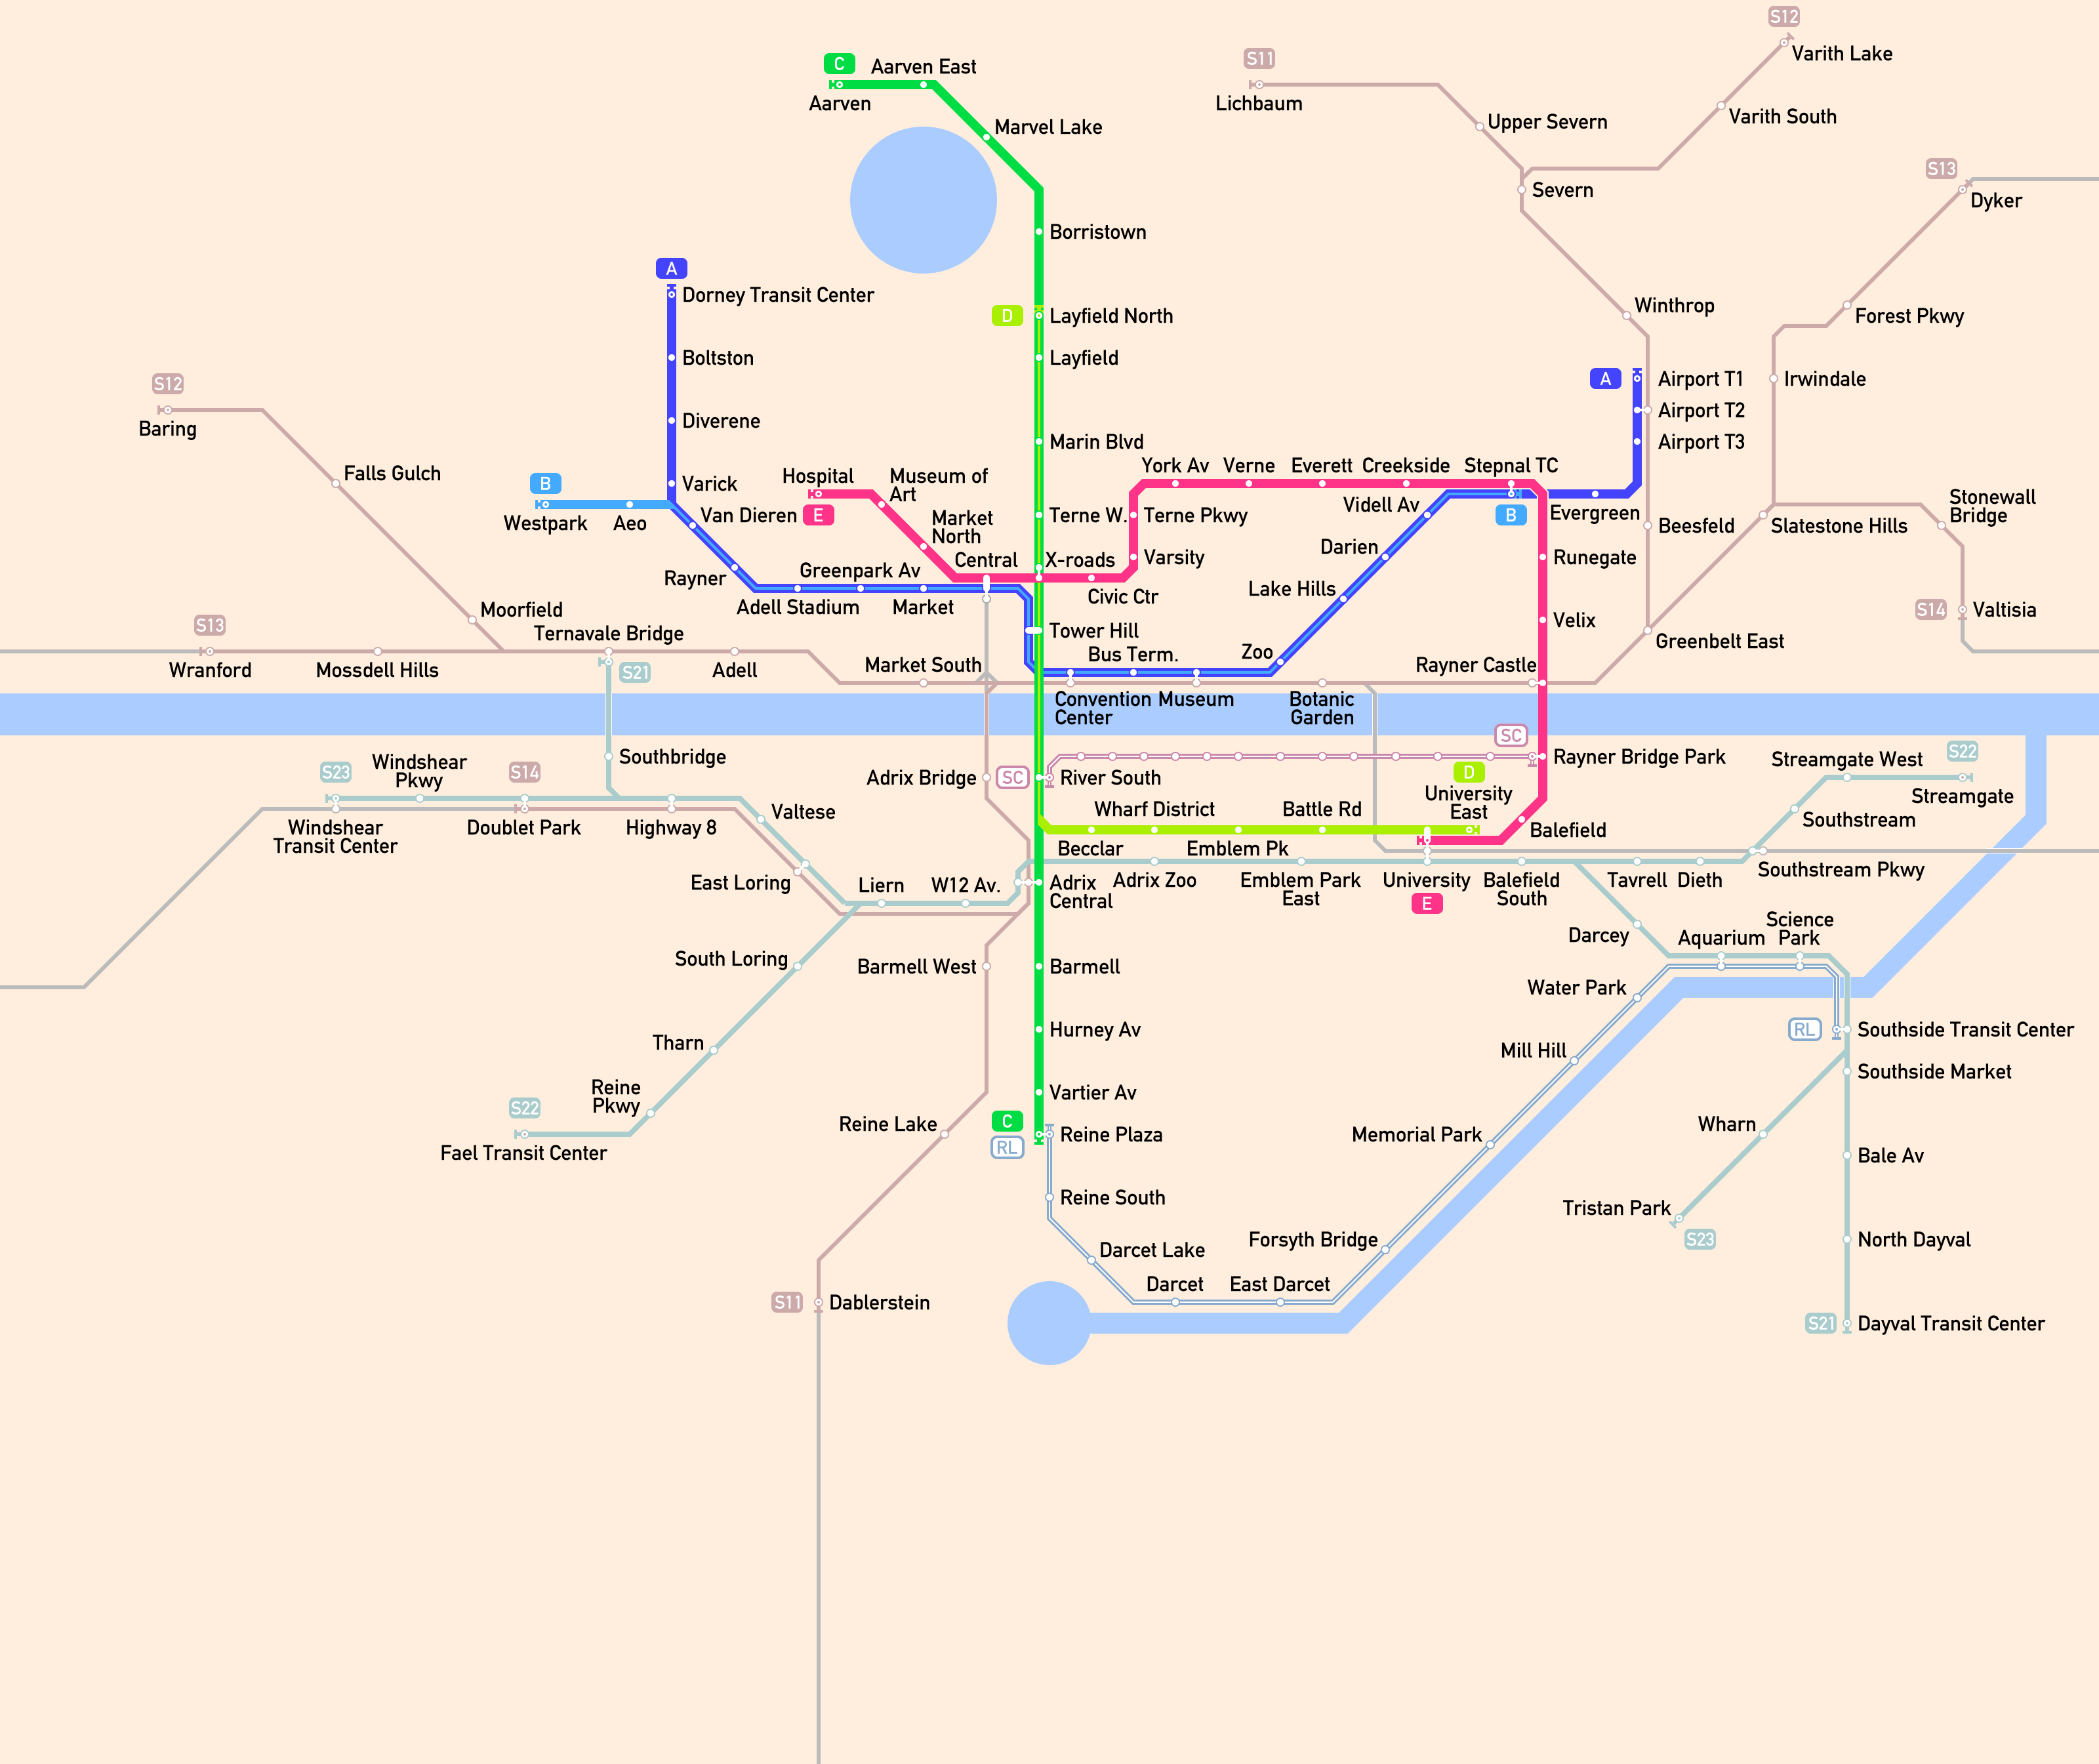 S12
Varith Lake
S11
C
Aarven East
Aarven
Lichbaum
Varith South
Upper Severn
Marvel Lake
S13
Severn
Dyker
Borristown
A
Dorney Transit Center
D
Layfield North
Winthrop
Forest Pkwy
Boltston
Layfield
S12
A
Airport T1
Irwindale
Airport T2
Baring
Diverene
Marin Blvd
Airport T3
Falls Gulch
B
Varick
Hospital
Museum of
Art
York Av
Verne
Everett
Creekside
Stepnal TC
Westpark
Aeo
Van Dieren
E
Market
North
Terne W.
Terne Pkwy
Videll Av
B
Evergreen
Beesfeld
Slatestone Hills
Stonewall
Bridge
Rayner
Greenpark Av
Central
X-roads
Varsity
Darien
Runegate
Adell Stadium
Market
Civic Ctr
Lake Hills
Moorfield
S13
Ternavale Bridge
Tower Hill
Velix
S14
Valtisia
Wranford
Mossdell Hills
S21
Adell
Market South
Bus Term.
Zoo
Rayner Castle
Greenbelt East
Convention
Center
Museum
Botanic
Garden
Southbridge
SC
Rayner Bridge Park
Streamgate West
S22
S23
Windshear
Pkwy
S14
Adrix Bridge
SC
River South
D
University
East
Streamgate
Windshear
Transit Center
Doublet Park
Highway 8
Valtese
Wharf District
Battle Rd
Balefield
Southstream
Becclar
Emblem Pk
East Loring
Liern
W12 Av.
Adrix
Central
Adrix Zoo
Emblem Park
East
University
E
Balefield
South
Tavrell
Dieth
Southstream Pkwy
Darcey
Aquarium
Science
Park
South Loring
Barmell West
Barmell
Water Park
Tharn
Hurney Av
Mill Hill
RL
Southside Transit Center
Reine
Pkwy
Vartier Av
Southside Market
S22
Fael Transit Center
Reine Lake
C
RL
Reine Plaza
Memorial Park
Wharn
Bale Av
Reine South
Tristan Park
S23
Darcet Lake
Forsyth Bridge
North Dayval
Darcet
East Darcet
S11
Dablerstein
S21
Dayval Transit Center